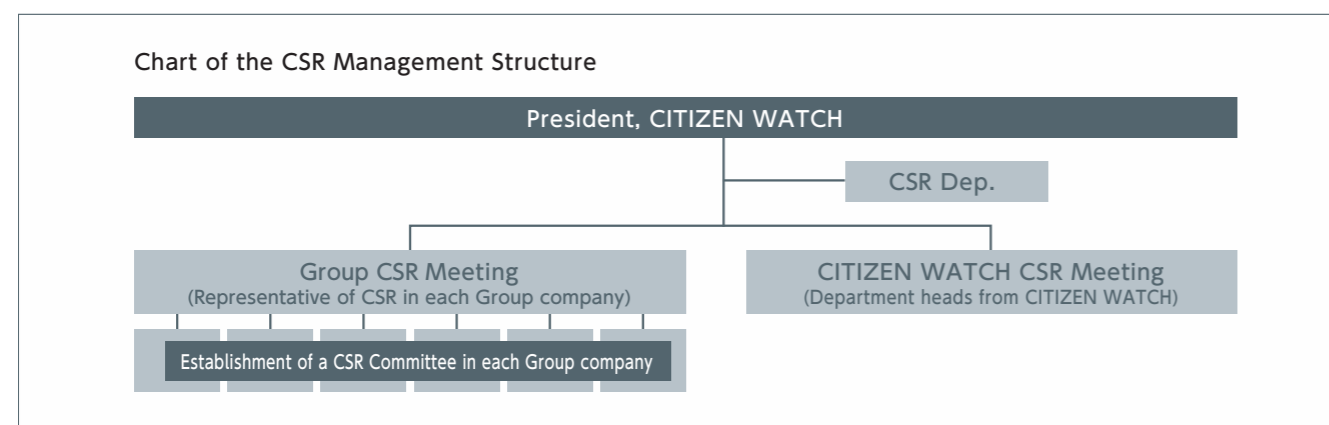 Chart of the CSR Management Structure
President, CITIZEN WATCH
CSR Dep.
Group CSR Meeting
(Representative of CSR in each Group company)
CITIZEN WATCH CSR Meeting
(Department heads from CITIZEN WATCH)
Establishment of a CSR Committee in each Group company